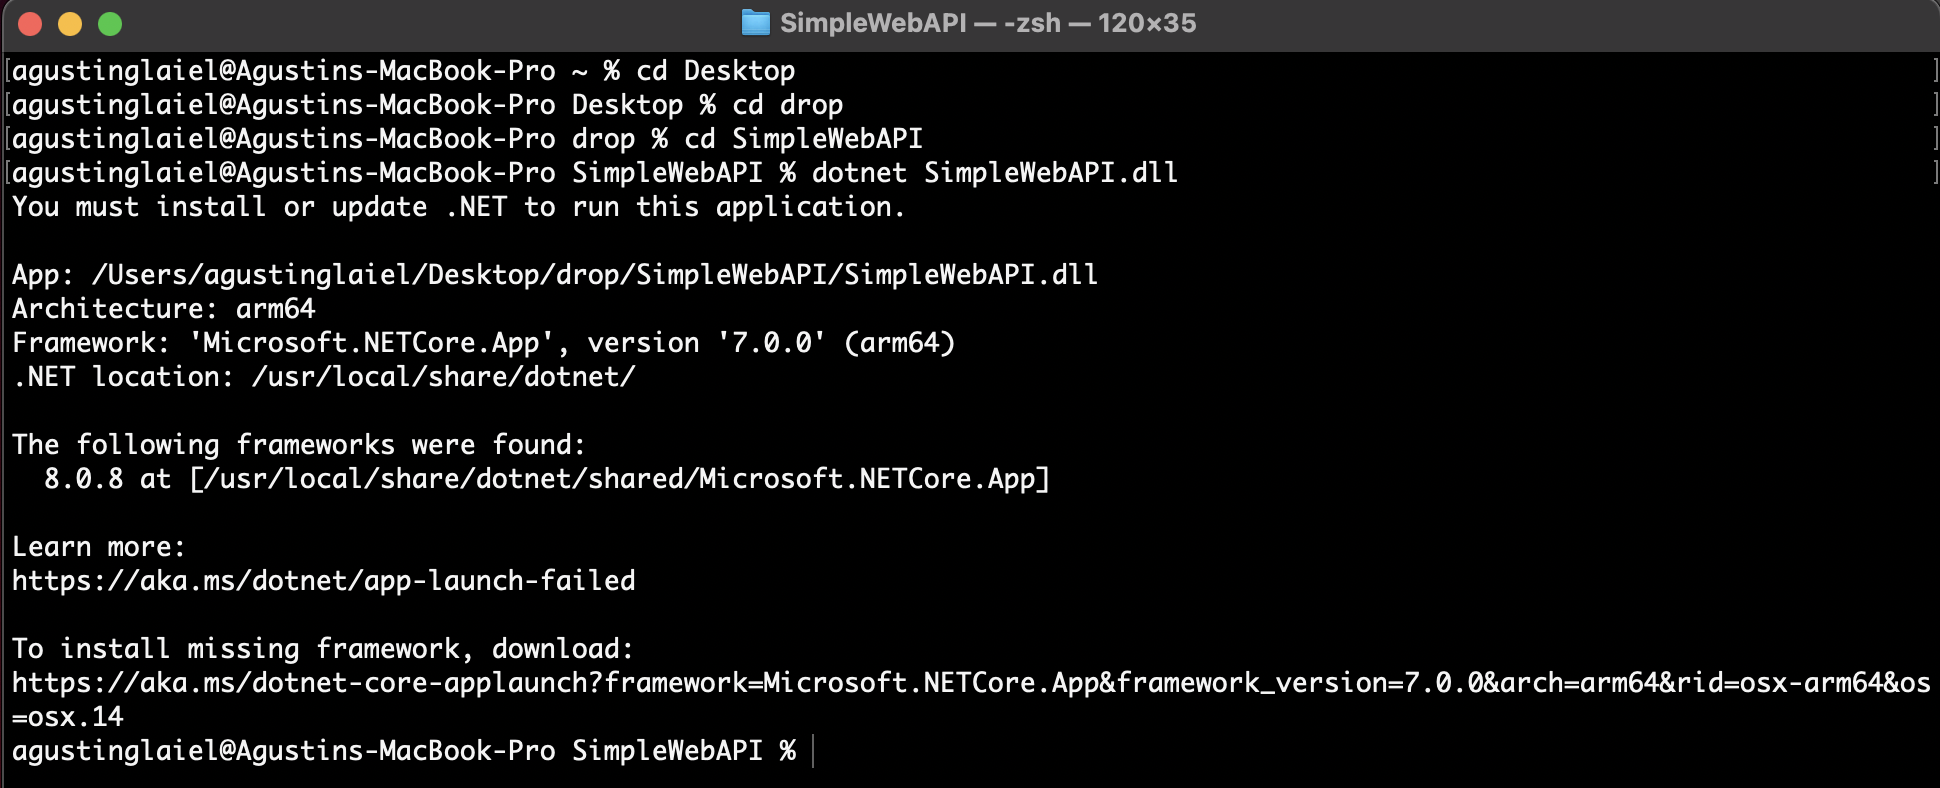 SimpleWebAPI — -zsh — 120×35
[agustinglaiel@Agustins-MacBook-Pro ~ % cd Desktop ]
[agustinglaiel@Agustins-MacBook-Pro Desktop % cd drop ]
[agustinglaiel@Agustins-MacBook-Pro drop % cd SimpleWebAPI ]
[agustinglaiel@Agustins-MacBook-Pro SimpleWebAPI % dotnet SimpleWebAPI.dll ]
You must install or update .NET to run this application.
App: /Users/agustinglaiel/Desktop/drop/SimpleWebAPI/SimpleWebAPI.dll
Architecture: arm64
Framework: 'Microsoft.NETCore.App', version '7.0.0' (arm64)
.NET location: /usr/local/share/dotnet/
The following frameworks were found:
8.0.8 at [/usr/local/share/dotnet/shared/Microsoft.NETCore.App]
Learn more:
https://aka.ms/dotnet/app-launch-failed
To install missing framework, download:
https://aka.ms/dotnet-core-applaunch?framework=Microsoft.NETCore.App&framework_version=7.0.0&arch=arm64&rid=osx-arm64&os
=osx.14
agustinglaiel@Agustins-MacBook-Pro SimpleWebAPI %